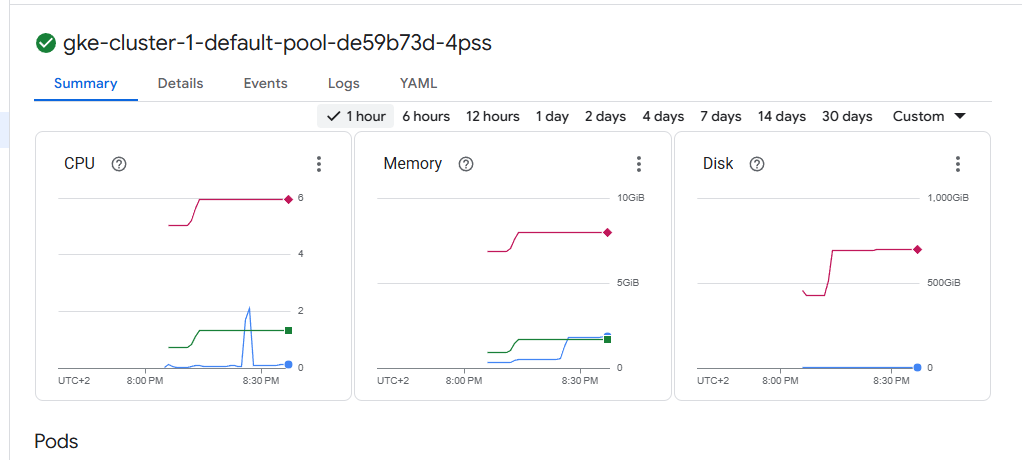 gke-cluster-1-default-pool-de59b73d-4pss
Summary Details Events Logs YAML
1 hour 6 hours 12 hours 1 day 2 days 4 days 7 days 14 days 30 days Custom
CPU
6
4
2
0
UTC+2 8:00 PM 8:30 PM
Memory
10GiB
5GiB
0
UTC+2 8:00 PM 8:30 PM
Disk
1,000GiB
500GiB
0
UTC+2 8:00 PM 8:30 PM
Pods